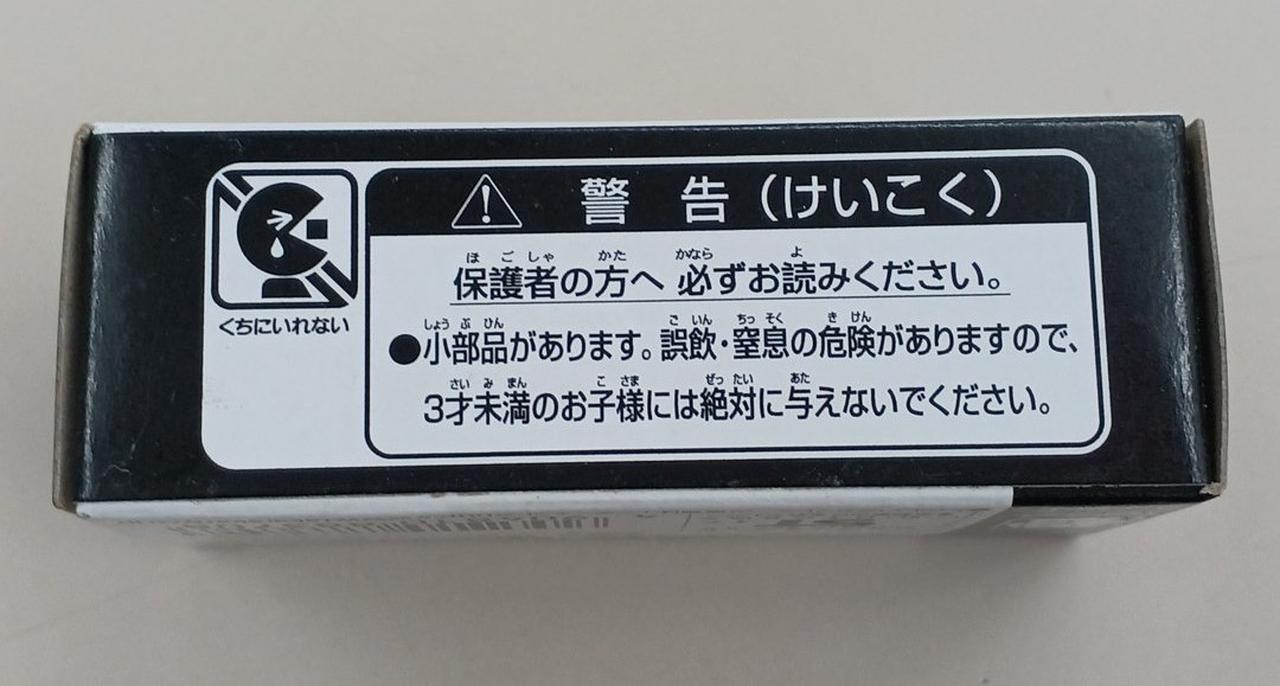 警 告（けいこく）
保護者の方へ 必ずお読みください。
ほ ご しゃ かた かなら よ
●小部品があります。誤飲・窒息の危険がありますので、
しょう ぶ ひん ご いん ちっ そく き けん
3才未満のお子様には絶対に与えないでください。
さい み まん こ さま ぜっ たい あた
くちにいれない